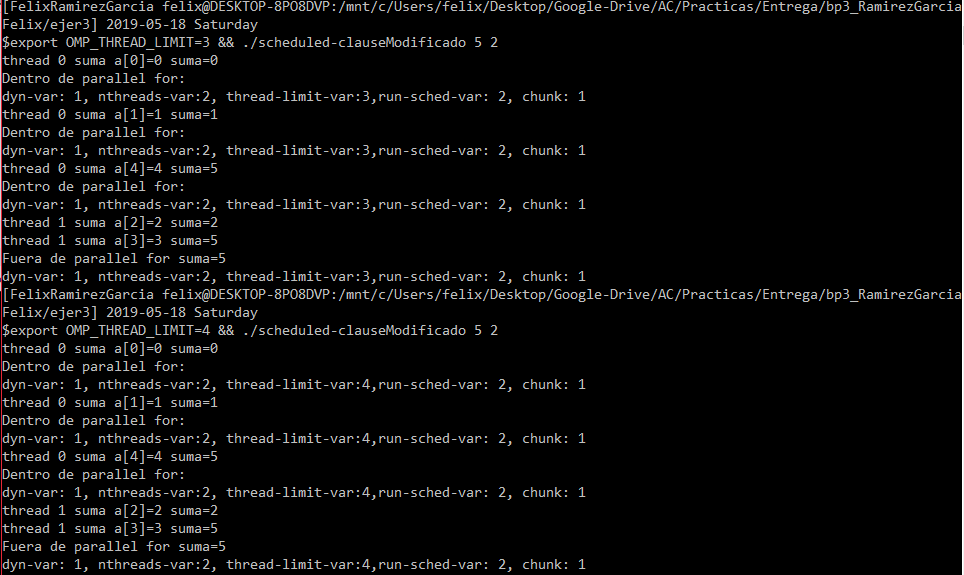 [FelixRamirezGarcia felix@DESKTOP-8PO8DVP:/mnt/c/Users/felix/Desktop/Google-Drive/AC/Practicas/Entrega/bp3_RamirezGarcia
Felix/ejer3] 2019-05-18 Saturday
$export OMP_THREAD_LIMIT=3 && ./scheduled-clauseModificado 5 2
thread 0 suma a[0]=0 suma=0
Dentro de parallel for:
dyn-var: 1, nthreads-var:2, thread-limit-var:3,run-sched-var: 2, chunk: 1
thread 0 suma a[1]=1 suma=1
Dentro de parallel for:
dyn-var: 1, nthreads-var:2, thread-limit-var:3,run-sched-var: 2, chunk: 1
thread 0 suma a[4]=4 suma=5
Dentro de parallel for:
dyn-var: 1, nthreads-var:2, thread-limit-var:3,run-sched-var: 2, chunk: 1
thread 1 suma a[2]=2 suma=2
thread 1 suma a[3]=3 suma=5
Fuera de parallel for suma=5
dyn-var: 1, nthreads-var:2, thread-limit-var:3,run-sched-var: 2, chunk: 1
[FelixRamirezGarcia felix@DESKTOP-8PO8DVP:/mnt/c/Users/felix/Desktop/Google-Drive/AC/Practicas/Entrega/bp3_RamirezGarcia
Felix/ejer3] 2019-05-18 Saturday
$export OMP_THREAD_LIMIT=4 && ./scheduled-clauseModificado 5 2
thread 0 suma a[0]=0 suma=0
Dentro de parallel for:
dyn-var: 1, nthreads-var:2, thread-limit-var:4,run-sched-var: 2, chunk: 1
thread 0 suma a[1]=1 suma=1
Dentro de parallel for:
dyn-var: 1, nthreads-var:2, thread-limit-var:4,run-sched-var: 2, chunk: 1
thread 0 suma a[4]=4 suma=5
Dentro de parallel for:
dyn-var: 1, nthreads-var:2, thread-limit-var:4,run-sched-var: 2, chunk: 1
thread 1 suma a[2]=2 suma=2
thread 1 suma a[3]=3 suma=5
Fuera de parallel for suma=5
dyn-var: 1, nthreads-var:2, thread-limit-var:4,run-sched-var: 2, chunk: 1